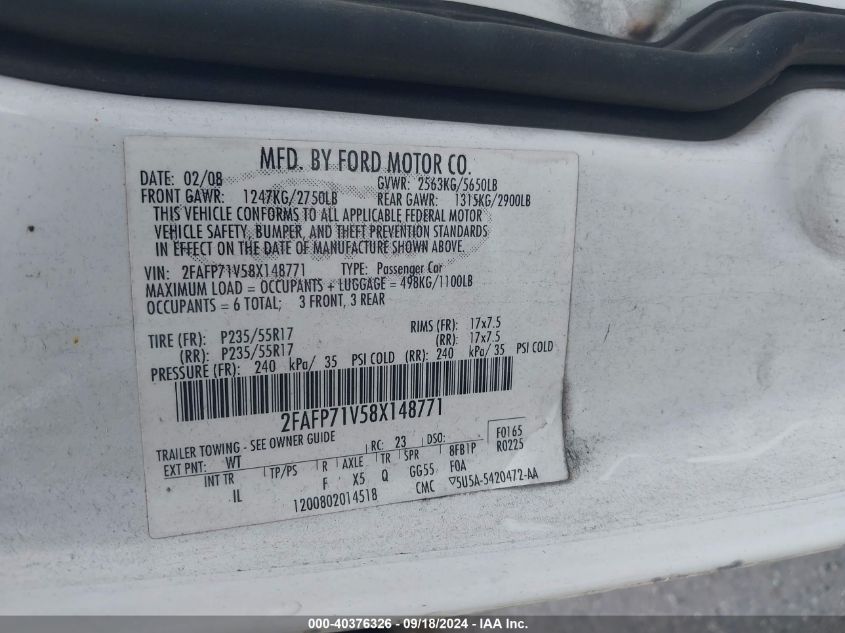 MFD. BY FORD MOTOR CO.
DATE: 02/08 GVWR: 2563KG/5650LB
FRONT GAWR: 1247KG/2750LB REAR GAWR: 1315KG/2900LB
THIS VEHICLE CONFORMS TO ALL APPLICABLE FEDERAL MOTOR
VEHICLE SAFETY, BUMPER, AND THEFT PREVENTION STANDARDS
IN EFFECT ON THE DATE OF MANUFACTURE SHOWN ABOVE.
VIN: 2FAFP71V58X148771 TYPE: Passenger Car
MAXIMUM LOAD = OCCUPANTS + LUGGAGE = 498KG/1100LB
OCCUPANTS = 6 TOTAL; 3 FRONT, 3 REAR
TIRE (FR): P235/55R17 RIMS (FR): 17x7.5
(RR): P235/55R17 (RR): 17x7.5
PRESSURE (FR): 240 kPa/ 35 PSI COLD (RR): 240 kPa/ 35 PSI COLD
2FAFP71V58X148771
TRAILER TOWING - SEE OWNER GUIDE
EXT PNT: WT RC: 23 DSO: F0165
R0225
INT TR TP/PS R AXLE TR SPR 8FB1P
IL F X5 Q GG55 F0A
1200802014518 CMC ▽5U5A-5420472-AA
000-40376326 - 09/18/2024 - IAA Inc.